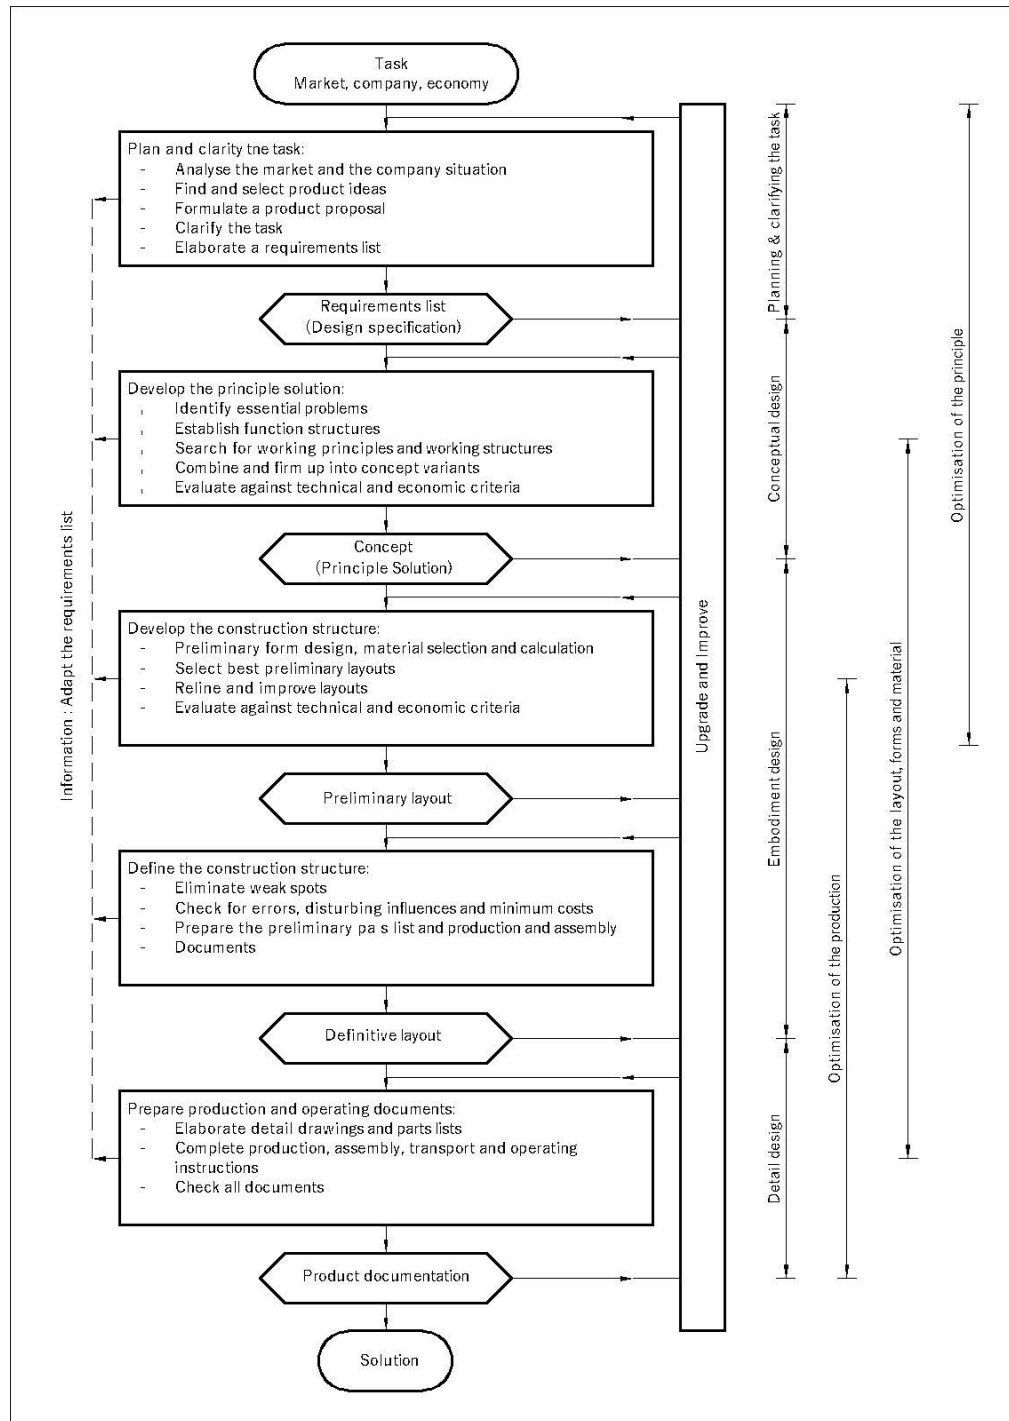 Task
Market, company, economy
Plan and clarity tne task:
- Analyse the market and the company situation
- Find and select product ideas
- Formulate a product proposal
- Clarify the task
- Elaborate a requirements list
Requirements list
(Design specification)
Develop the principle solution:
, Identify essential problems
, Establish function structures
, Search for working principles and working structures
, Combine and firm up into concept variants
, Evaluate against technical and economic criteria
Concept
(Principle Solution)
Develop the construction structure:
- Preliminary form design, material selection and calculation
- Select best preliminary layouts
- Reline and improve layouts
- Evaluate against technical and economic criteria
Preliminary layout
Define the construction structure:
- Eliminate weak spots
- Check for errors, disturbing influences and minimum costs
- Prepare the preliminary pa s list and production and assembly
- Documents
Definitive layout
Prepare production and operating documents:
- Elaborate detail drawings and parts lists
- Complete production, assembly, transport and operating
instructions
- Check all documents
Product documentation
Solution
Information : Adapt the requirements list
Upgrade and Improve
Planning & clarifying the task
Conceptual design
Embodiment design
Detail design
Optimisation of the production
Optimisation of the layout, forms and material
Optimisation of the principle